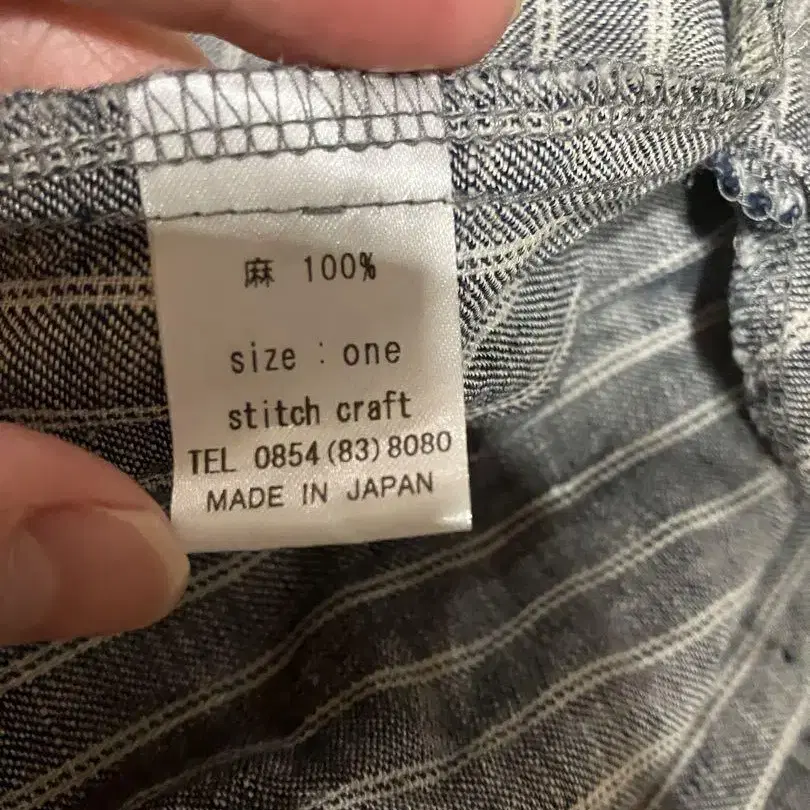 麻 100%
size : one
stitch craft
TEL 0854(83)8080
MADE IN JAPAN